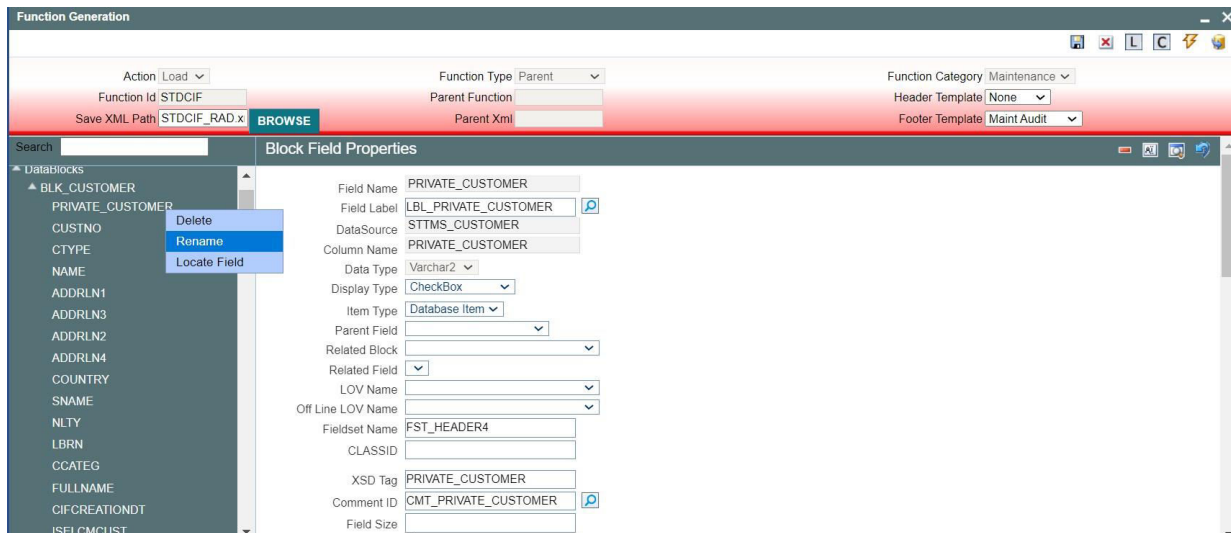 Function Generation
L C
Action Load Function Type Parent Function Category Maintenance
Function Id STDCIF Parent Function Header Template None
Save XML Path STDCIF_RAD.x BROWSE Parent Xml Footer Template Maint Audit
Search Block Field Properties
DataBlocks
BLK_CUSTOMER
PRIVATE_CUSTOMER
CUSTNO
CTYPE
NAME
ADDRLN1
ADDRLN3
ADDRLN2
ADDRLN4
COUNTRY
SNAME
NLTY
LBRN
CCATEG
FULLNAME
CIFCREATIONDT
ISELCMCUST
Delete
Rename
Locate Field
Field Name PRIVATE_CUSTOMER
Field Label LBL_PRIVATE_CUSTOMER
DataSource STTMS_CUSTOMER
Column Name PRIVATE_CUSTOMER
Data Type Varchar2
Display Type CheckBox
Item Type Database Item
Parent Field
Related Block
Related Field
LOV Name
Off Line LOV Name
Fieldset Name FST_HEADER4
CLASSID
XSD Tag PRIVATE_CUSTOMER
Comment ID CMT_PRIVATE_CUSTOMER
Field Size